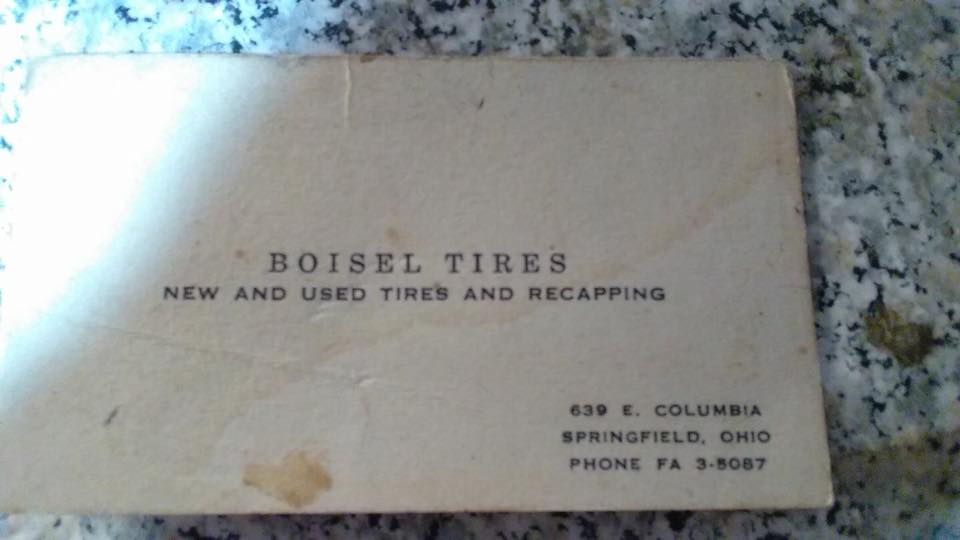 BOISEL TIRES
NEW AND USED TIRES AND RECAPPING
639 E. COLUMBIA
SPRINGFIELD, OHIO
PHONE FA 3-5087